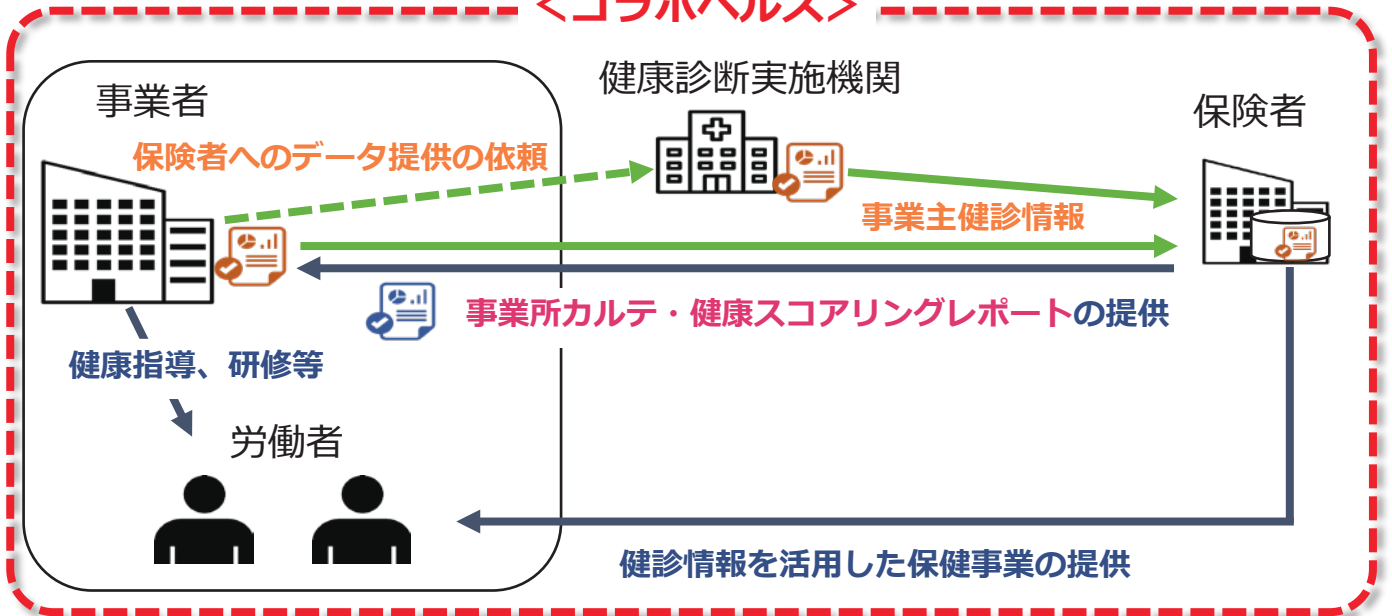 <コラボヘルス>
健康診断実施機関
事業者
保険者
保険者へのデータ提供の依頼
事業主健診情報
事業所カルテ・健康スコアリングレポートの提供
健康指導、研修等
労働者
健診情報を活用した保健事業の提供